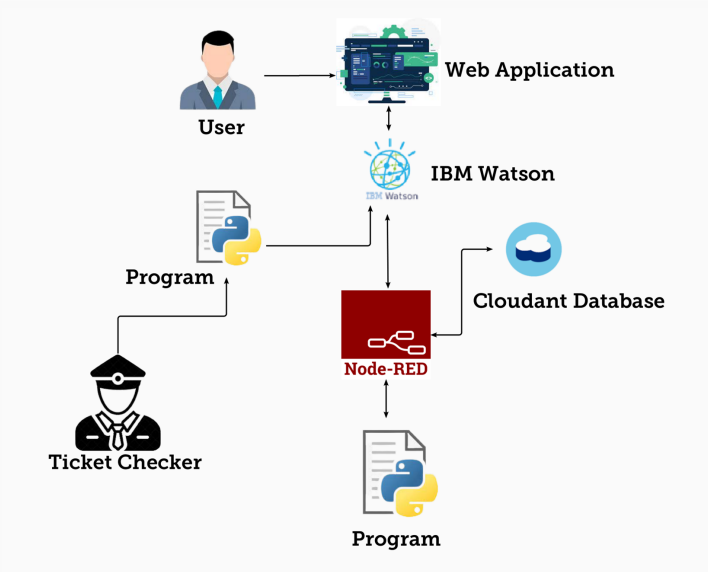 Web Application
User
IBM Watson
IBM Watson
Program
Cloudant Database
Node-RED
Ticket Checker
Program